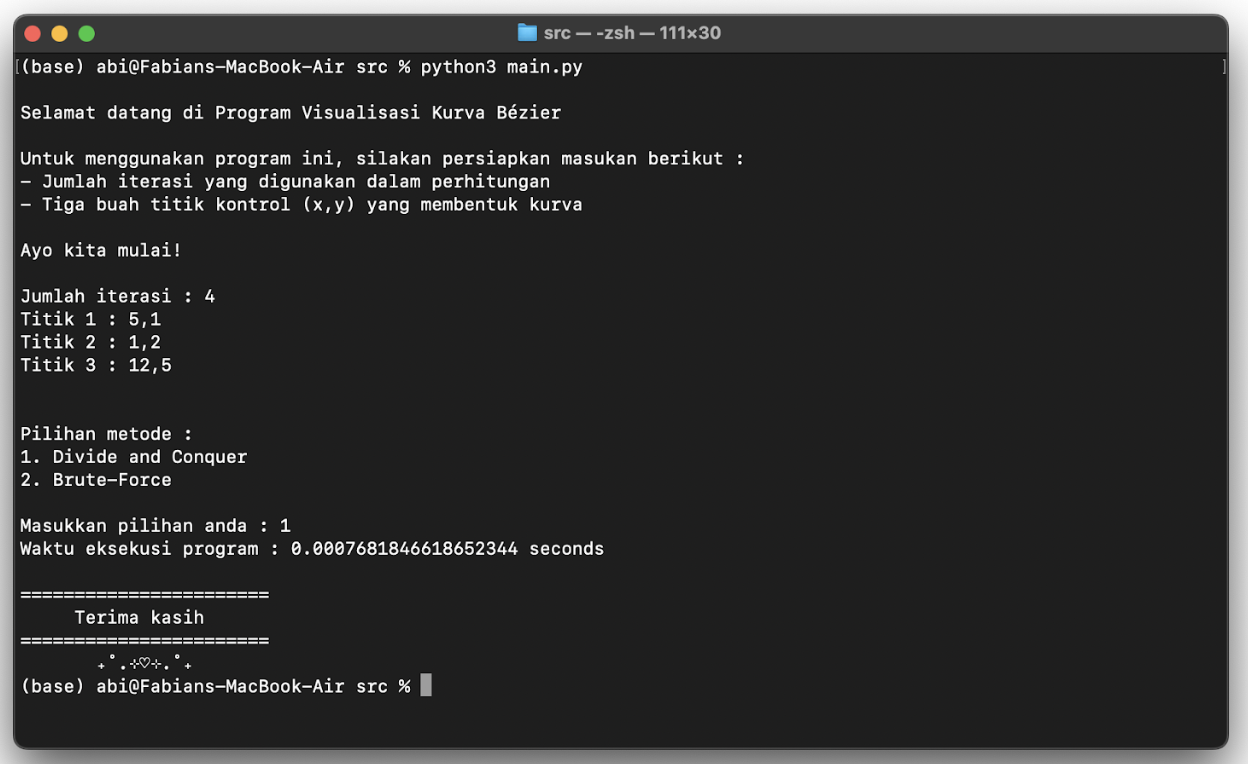 src — -zsh — 111×30
(base) abi@Fabians-MacBook-Air src % python3 main.py
Selamat datang di Program Visualisasi Kurva Bézier
Untuk menggunakan program ini, silakan persiapkan masukan berikut :
- Jumlah iterasi yang digunakan dalam perhitungan
- Tiga buah titik kontrol (x,y) yang membentuk kurva
Ayo kita mulai!
Jumlah iterasi : 4
Titik 1 : 5,1
Titik 2 : 1,2
Titik 3 : 12,5
Pilihan metode :
1. Divide and Conquer
2. Brute-Force
Masukkan pilihan anda : 1
Waktu eksekusi program : 0.0007681846618652344 seconds
=======================
Terima kasih
=======================
₊˚.⊹♡⊹.˚₊
(base) abi@Fabians-MacBook-Air src %